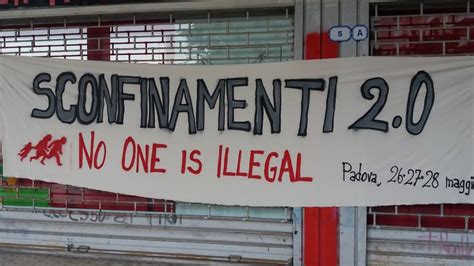 5 A
SCONFINAMENTI 2.0
NO ONE IS ILLEGAL
Padova, 26-27-28 maggi